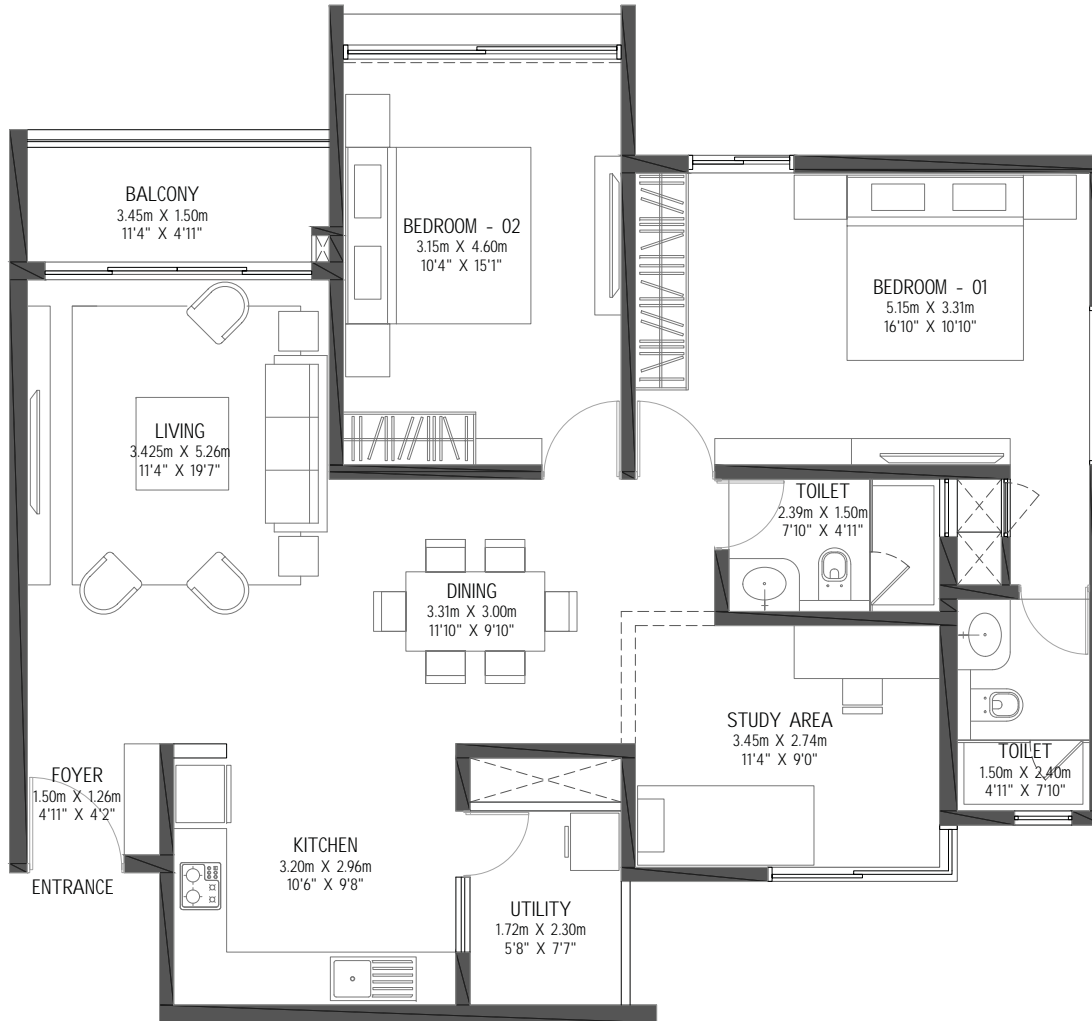 BALCONY
3.45m X 1.50m
11'4" X 4'11"
BEDROOM - 02
3.15m X 4.60m
10'4" X 15'1"
BEDROOM - 01
5.15m X 3.31m
16'10" X 10'10"
LIVING
3.425m X 5.26m
11'4" X 19'7"
TOILET
2.39m X 1.50m
7'10" X 4'11"
DINING
3.31m X 3.00m
11'10" X 9'10"
STUDY AREA
3.45m X 2.74m
11'4" X 9'0"
TOILET
1.50m X 2.40m
4'11" X 7'10"
FOYER
1.50m X 1.26m
4'11" X 4'2"
ENTRANCE
KITCHEN
3.20m X 2.96m
10'6" X 9'8"
UTILITY
1.72m X 2.30m
5'8" X 7'7"